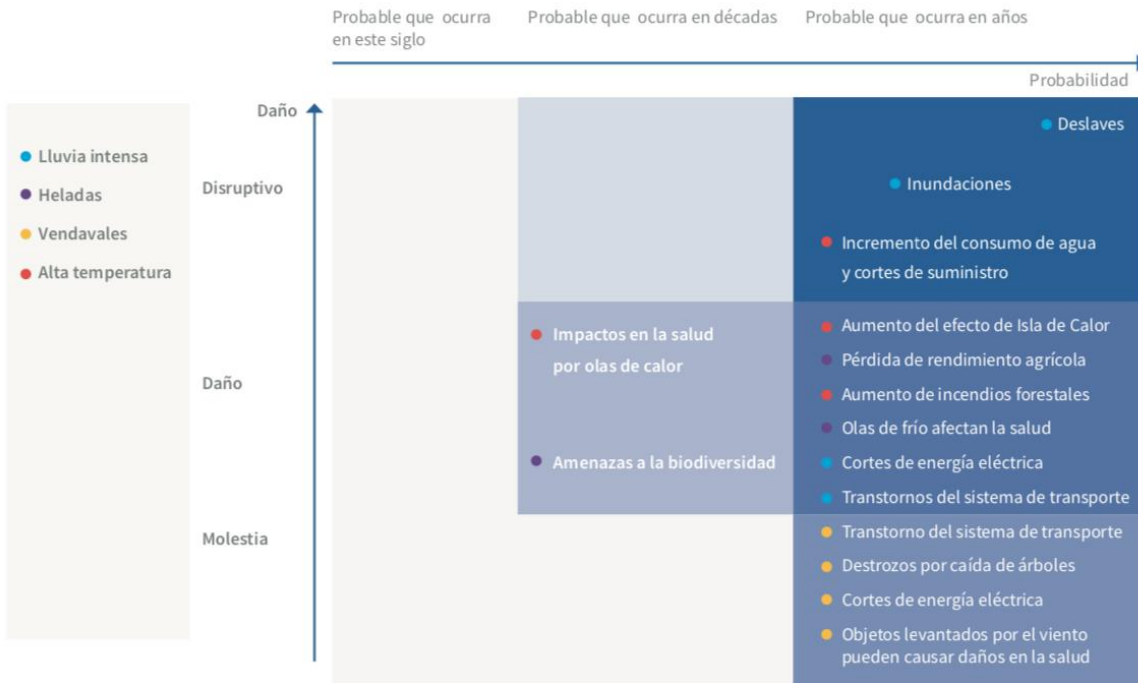 Probable que ocurra
en este siglo
Probable que ocurra en décadas
Probable que ocurra en años
Probabilidad
Daño
Lluvia intensa
Heladas
Vendavales
Alta temperatura
Disruptivo
Daño
Molestia
Deslaves
Inundaciones
Incremento del consumo de agua
y cortes de suministro
Impactos en la salud
por olas de calor
Amenazas a la biodiversidad
Aumento del efecto de Isla de Calor
Pérdida de rendimiento agrícola
Aumento de incendios forestales
Olas de frío afectan la salud
Cortes de energía eléctrica
Transtornos del sistema de transporte
Transtorno del sistema de transporte
Destrozos por caída de árboles
Cortes de energía eléctrica
Objetos levantados por el viento
pueden causar daños en la salud